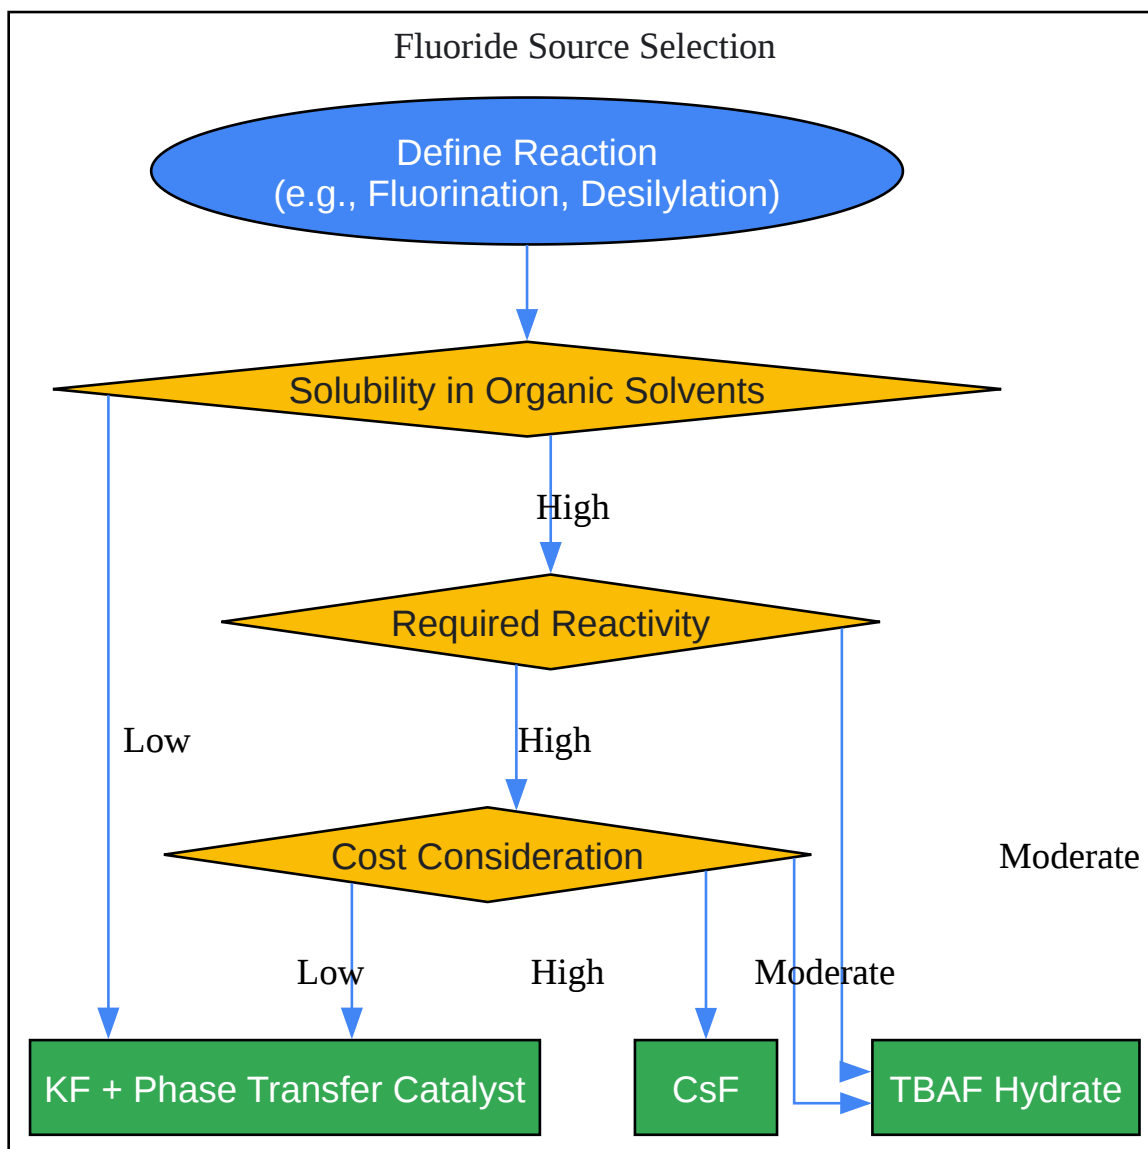 Fluoride Source Selection
Define Reaction
(e.g., Fluorination, Desilylation)
Solubility in Organic Solvents
High
Required Reactivity
Low
High
Cost Consideration
Moderate
Low
High
Moderate
KF + Phase Transfer Catalyst
CsF
TBAF Hydrate